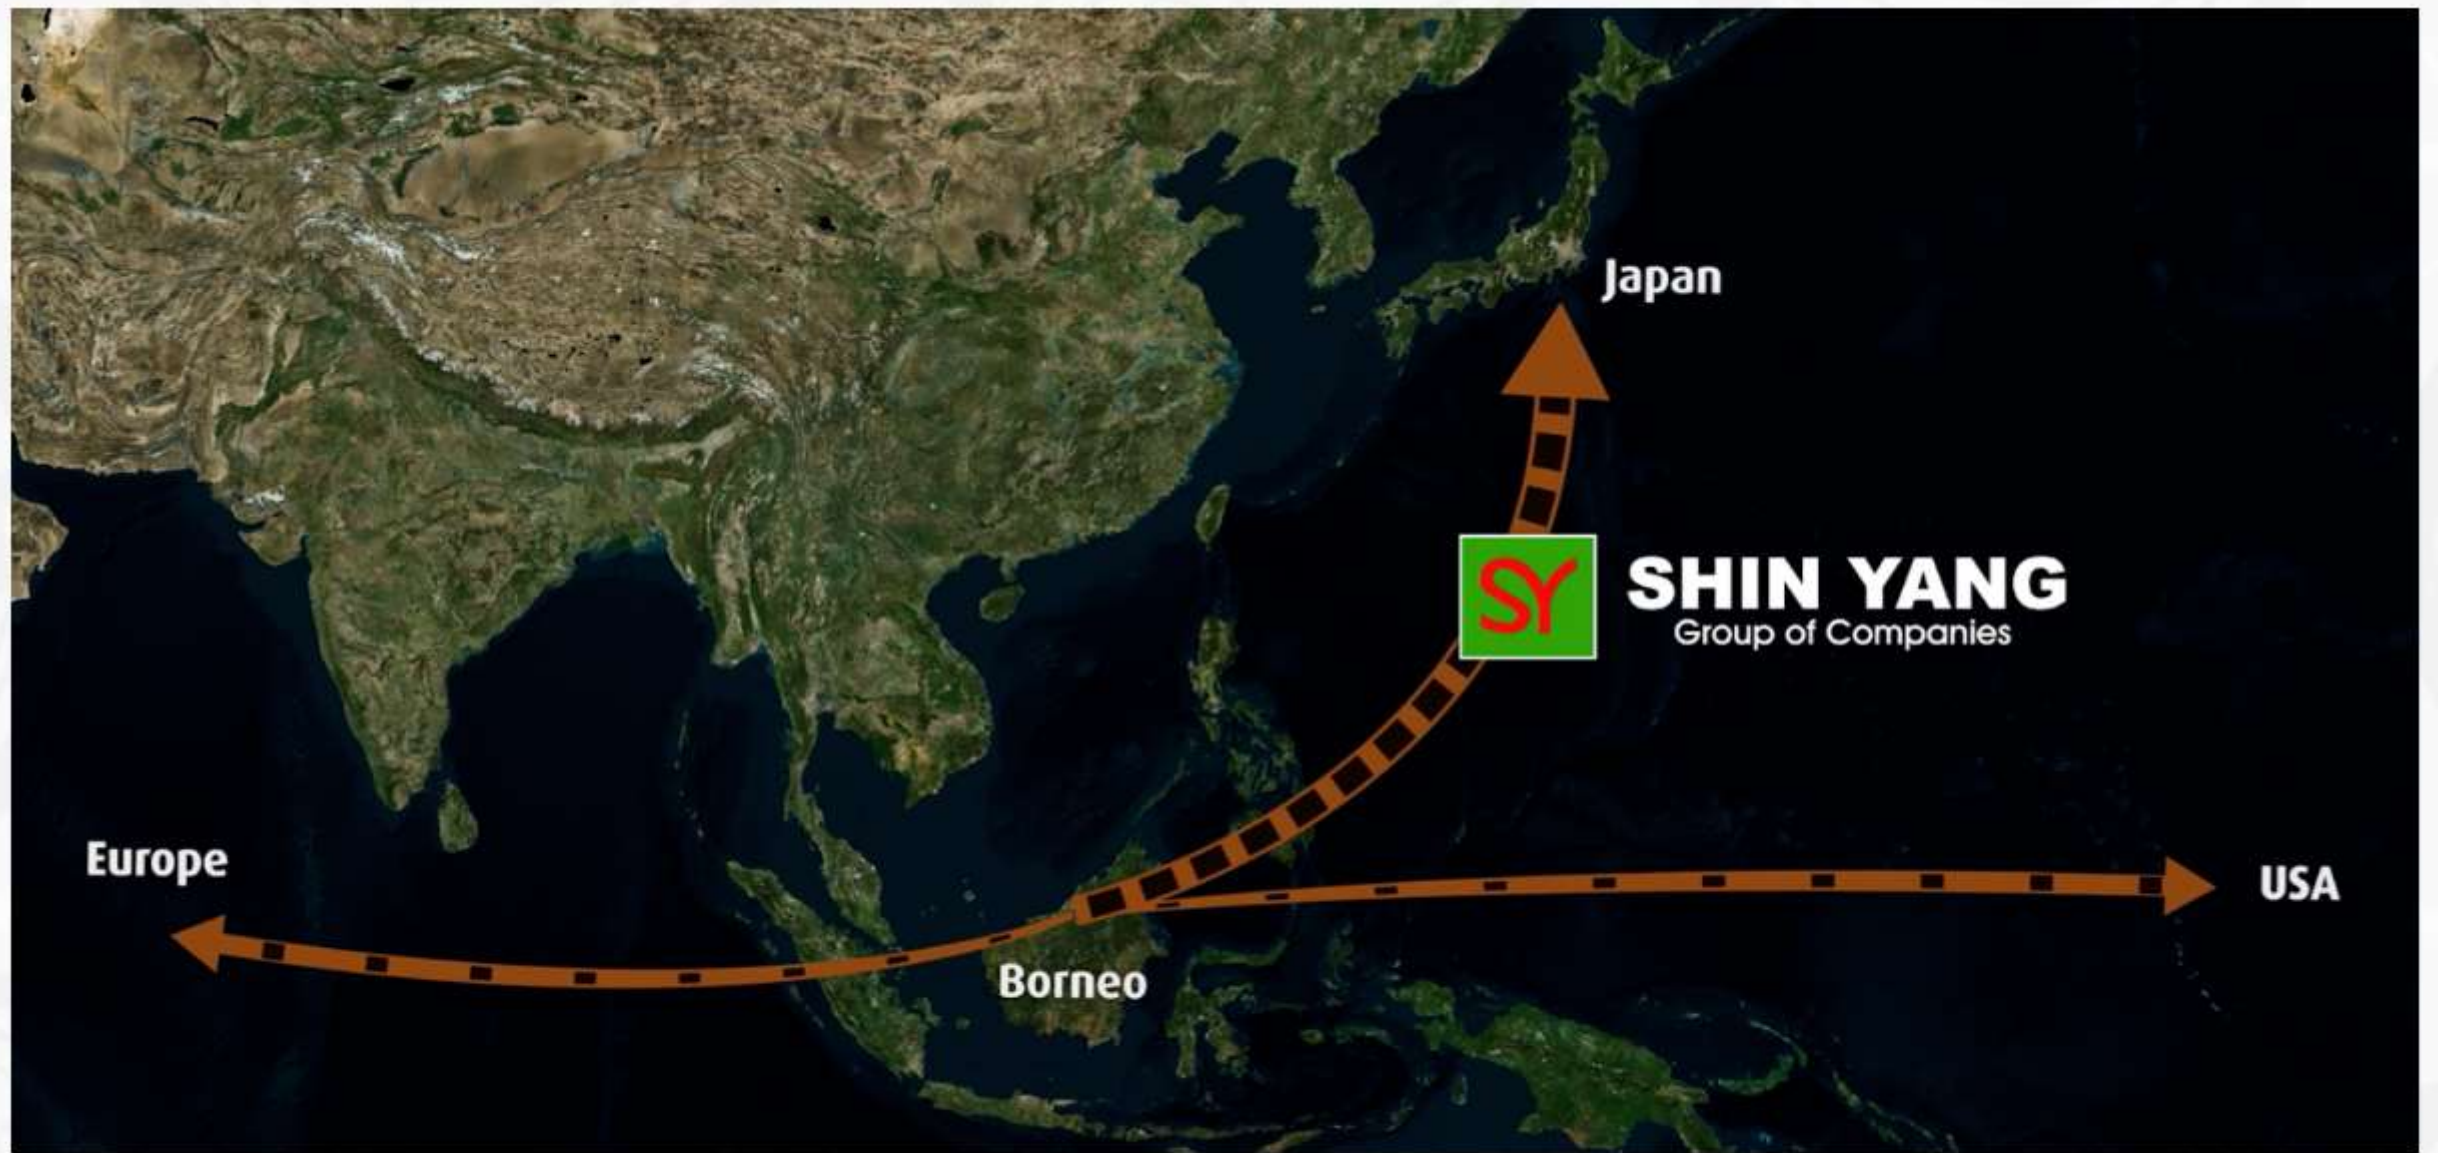 Japan
SY
SHIN YANG
Group of Companies
Europe
USA
Borneo